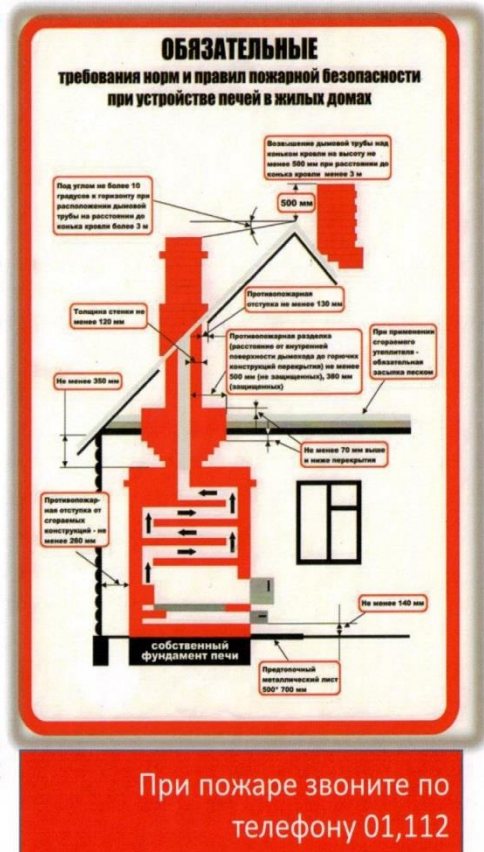 ОБЯЗАТЕЛЬНЫЕ
требования норм и правил пожарной безопасности
при устройстве печей в жилых домах
Возвышение дымовой трубы над
коньком кровли на высоту не
менее 500 мм при расстоянии до
конька кровли менее 3 м
Под углом не более 10
градусов к горизонту при
расположении дымовой
трубы на расстоянии до
конька кровли более 3 м
500 мм
Противопожарная
отступка не менее 130 мм
Толщина стенки не
менее 120 мм
Противопожарная разделка
(расстояние от внутренней
поверхности дымохода до горючих
конструкций перекрытия) не менее
500 мм (не защищенных), 380 мм
(защищенных)
При применении
сгораемого
утеплителя -
обязательная
засыпка песком
Не менее 350 мм
Не менее 70 мм выше
и ниже перекрытия
Противопожар-
ная отступка от
сгораемых
конструкций - не
менее 260 мм
Не менее 140 мм
собственный
фундамент печи
Предтопочный
металлический лист
500* 700 мм
При пожаре звоните по
телефону 01,112